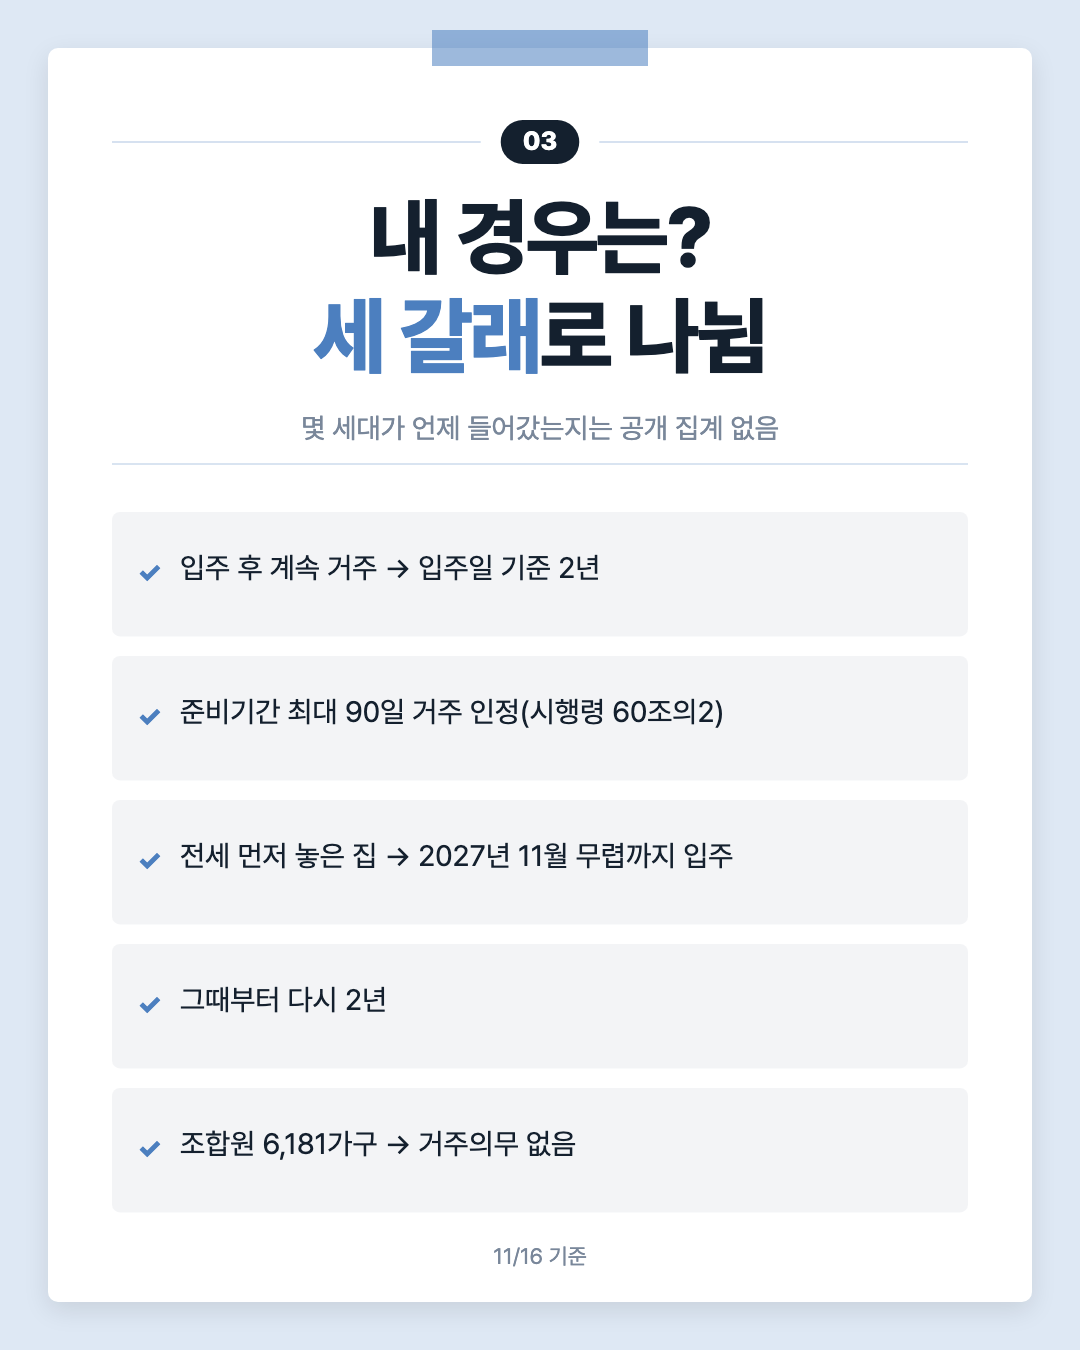 03
내 경우는?
세 갈래로 나뉨
몇 세대가 언제 들어갔는지는 공개 집계 없음
✓ 입주 후 계속 거주 → 입주일 기준 2년
✓ 준비기간 최대 90일 거주 인정(시행령 60조의2)
✓ 전세 먼저 놓은 집 → 2027년 11월 무렵까지 입주
✓ 그때부터 다시 2년
✓ 조합원 6,181가구 → 거주의무 없음
11/16 기준